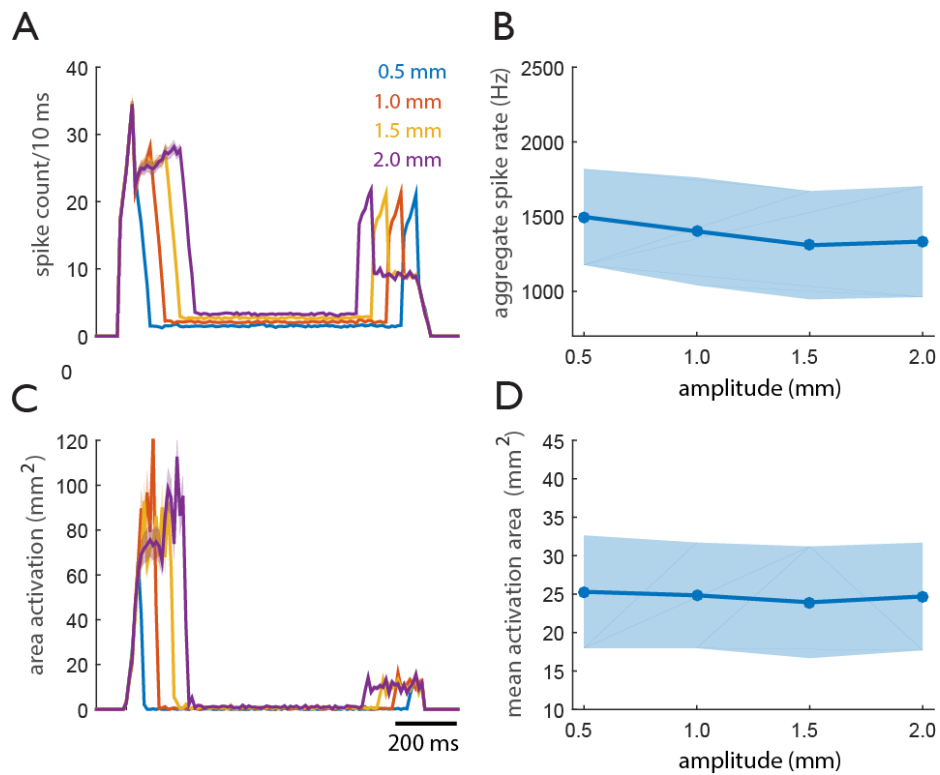 A
spike count/10 ms
40
30
20
10
0
0
0.5 mm
1.0 mm
1.5 mm
2.0 mm
B
aggregate spike rate (Hz)
2500
2000
1500
1000
0.5 1.0 1.5 2.0
amplitude (mm)
C
area activation (mm²)
120
100
80
60
40
20
0
200 ms
D
mean activation area (mm²)
45
40
35
30
25
22
17
10
0.5 1.0 1.5 2.0
amplitude (mm)